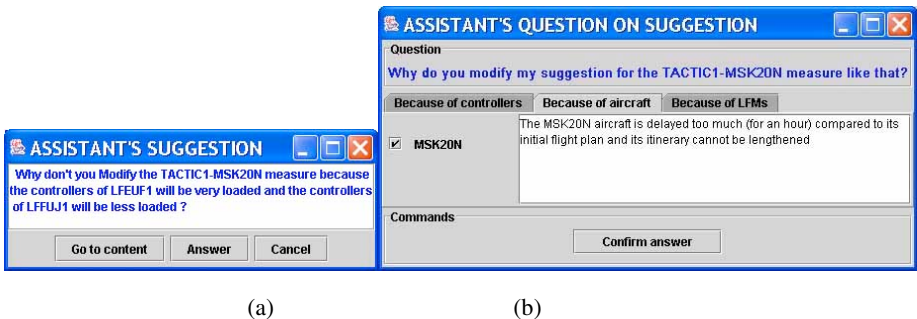 ASSISTANT'S SUGGESTION
Why don't you Modify the TACTIC1-MSK20N measure because
the controllers of LFEUF1 will be very loaded and the controllers
of LFFUJ1 will be less loaded ?
Go to content Answer Cancel
(a)
ASSISTANT'S QUESTION ON SUGGESTION
Question
Why do you modify my suggestion for the TACTIC1-MSK20N measure like that?
Because of controllers Because of aircraft Because of LFMs
MSK20N
The MSK20N aircraft is delayed too much (for an hour) compared to its
initial flight plan and its itinerary cannot be lengthened
Commands
Confirm answer
(b)